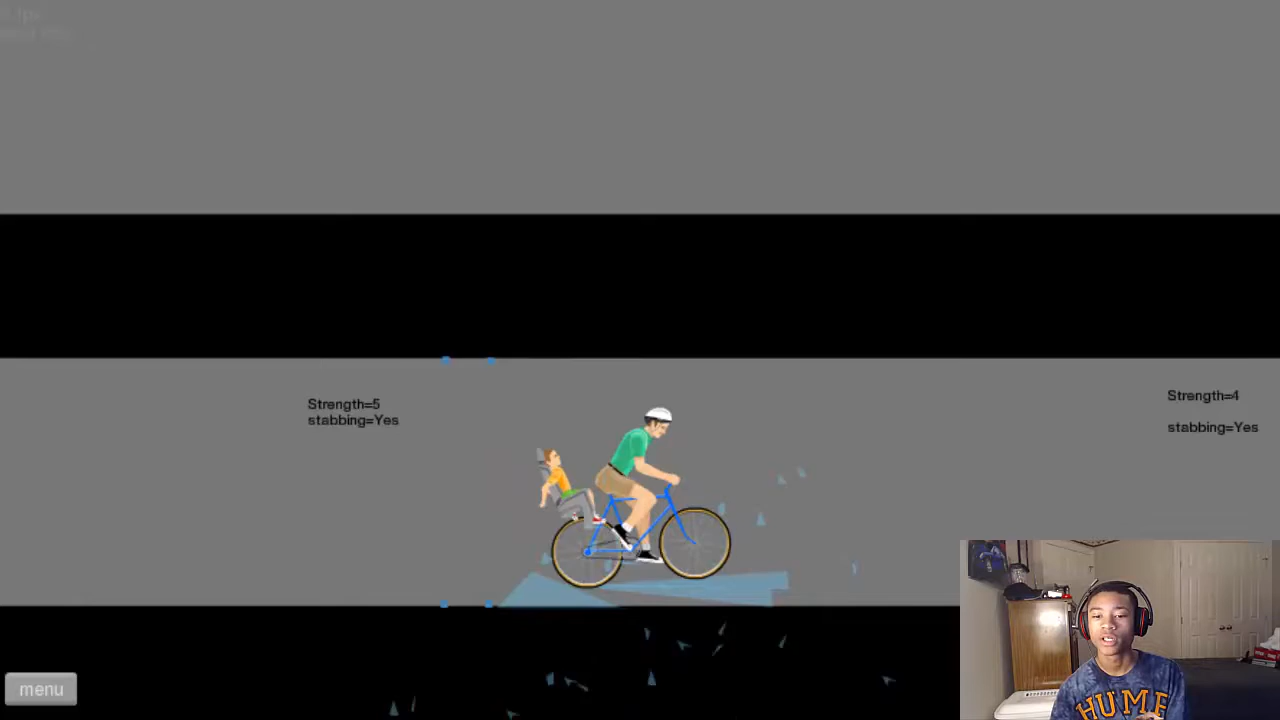 Strength=5
stabbing=Yes
Strength=4
stabbing=Yes
menu
HUME